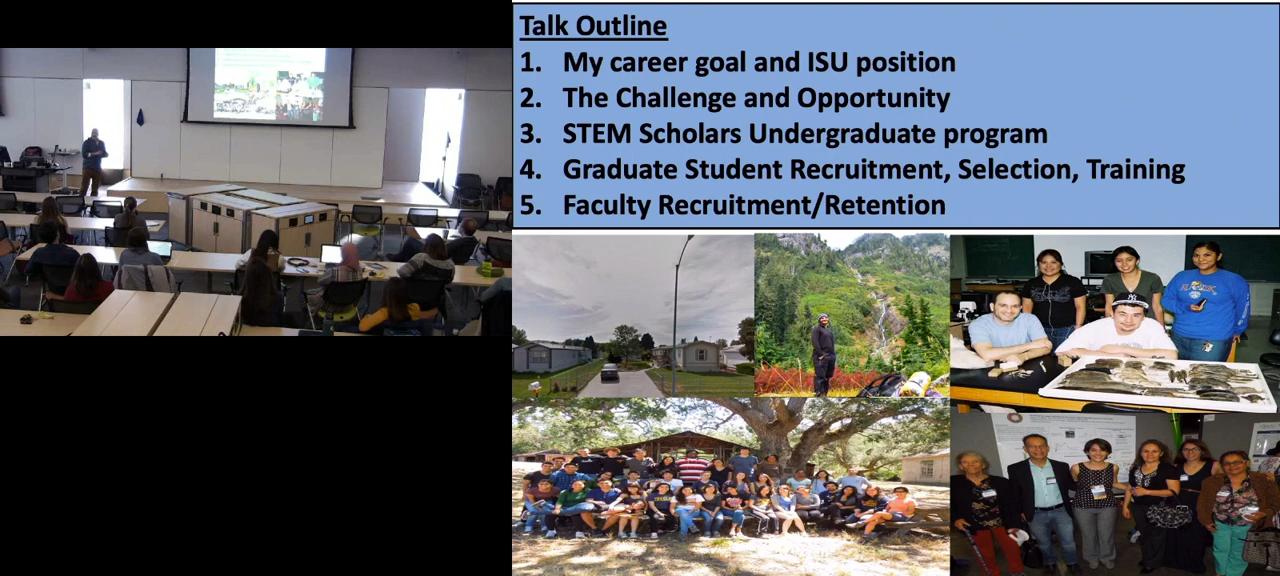 Talk Outline
1. My career goal and ISU position
2. The Challenge and Opportunity
3. STEM Scholars Undergraduate program
4. Graduate Student Recruitment, Selection, Training
5. Faculty Recruitment/Retention